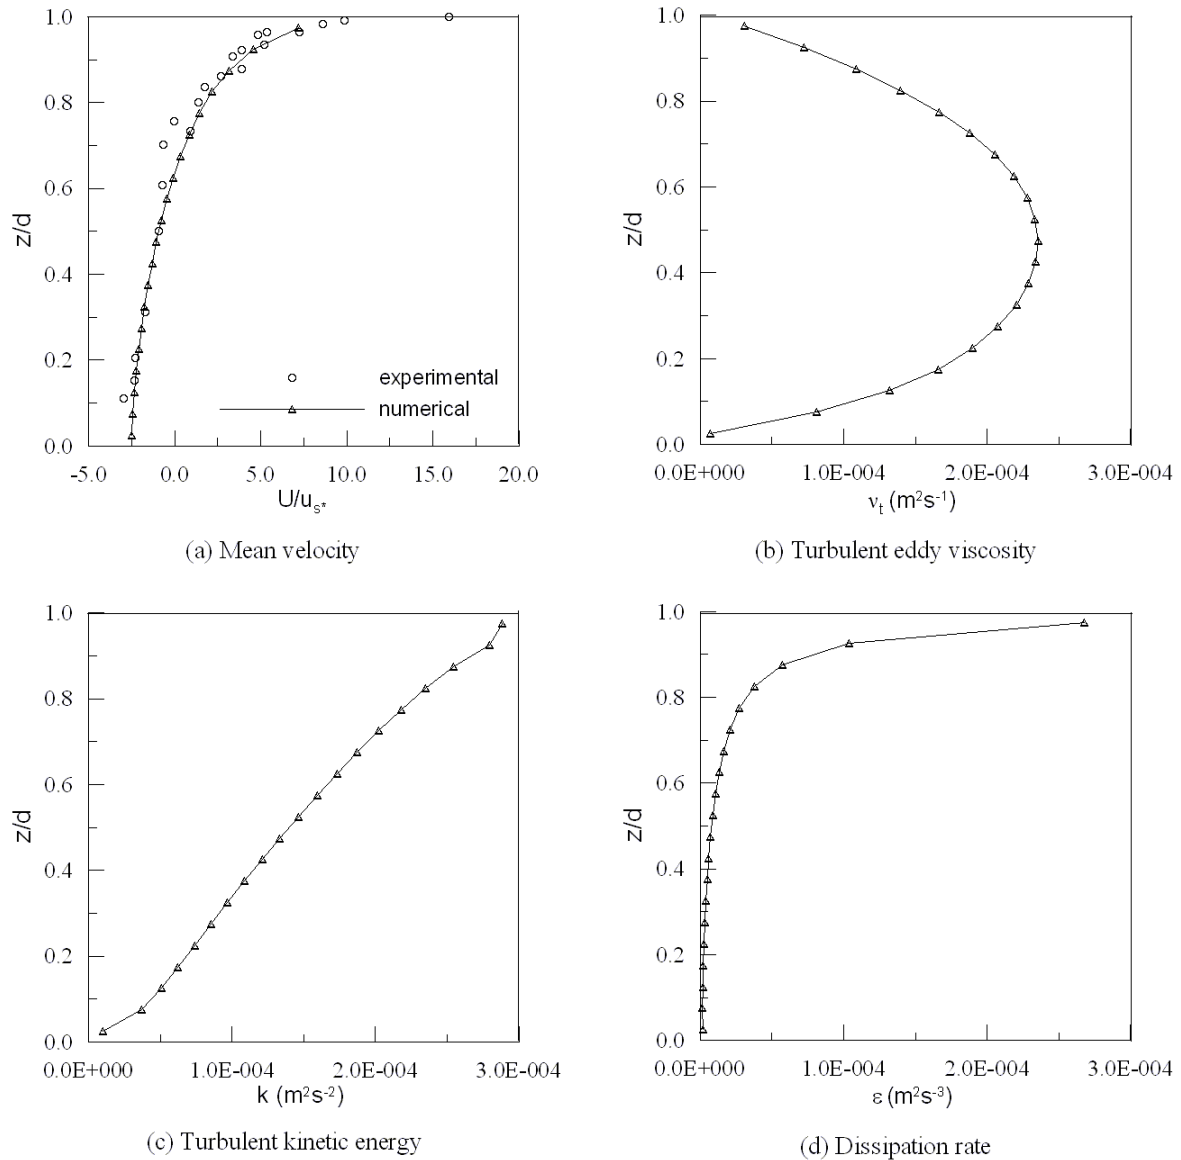 1.0
0.8
0.6
0.4
0.2
0.0
z/d
experimental
numerical
-5.0 0.0 5.0 10.0 15.0 20.0
U/us*
(a) Mean velocity
1.0
0.8
0.6
0.4
0.2
0.0
z/d
0.0E+000 1.0E-004 2.0E-004 3.0E-004
νt (m²s⁻¹)
(b) Turbulent eddy viscosity
1.0
0.8
0.6
0.4
0.2
0.0
z/d
0.0E+000 1.0E-004 2.0E-004 3.0E-004
k (m²s⁻²)
(c) Turbulent kinetic energy
1.0
0.8
0.6
0.4
0.2
0.0
z/d
0.0E+000 1.0E-004 2.0E-004 3.0E-004
ε (m²s⁻³)
(d) Dissipation rate